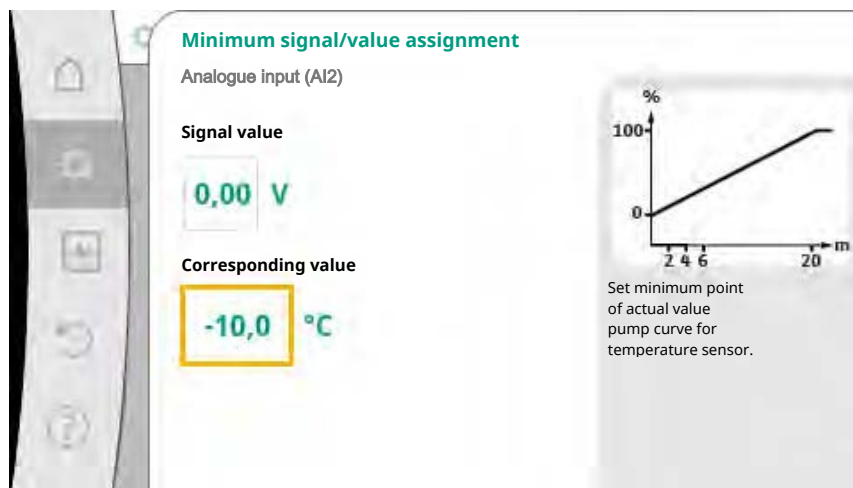 Minimum signal/value assignment
Analogue input (AI2)
Signal value
0,00 V
Corresponding value
-10,0 °C
%
100
0
2 4 6 20 m
Set minimum point
of actual value
pump curve for
temperature sensor.